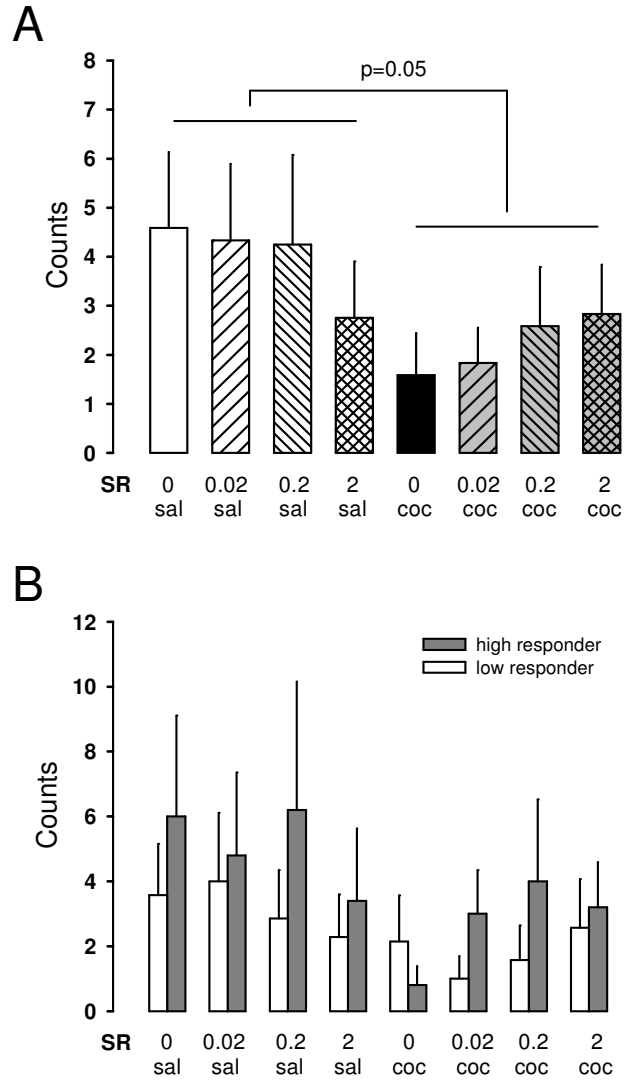 A
8
7
6
5
4
3
2
1
0
Counts
p=0.05
SR 0 0.02 0.2 2 0 0.02 0.2 2
sal sal sal sal coc coc coc coc
B
12
10
8
6
4
2
0
Counts
high responder
low responder
SR 0 0.02 0.2 2 0 0.02 0.2 2
sal sal sal sal coc coc coc coc